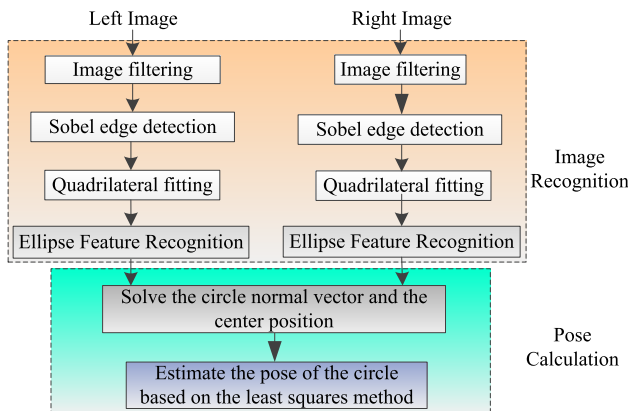 Left Image
Right Image
Image filtering
Image filtering
Sobel edge detection
Sobel edge detection
Quadrilateral fitting
Quadrilateral fitting
Ellipse Feature Recognition
Ellipse Feature Recognition
Image
Recognition
Solve the circle normal vector and the
center position
Estimate the pose of the circle
based on the least squares method
Pose
Calculation